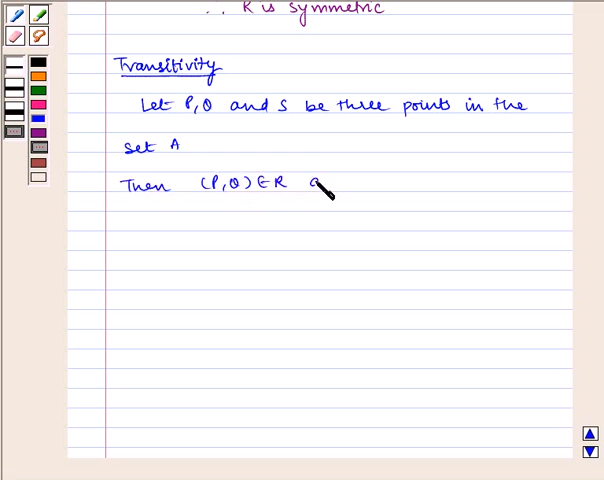 ∴ R is symmetric
Transitivity
Let P, Q and S be three points in the
set A
Then (P, Q) ∈ R a